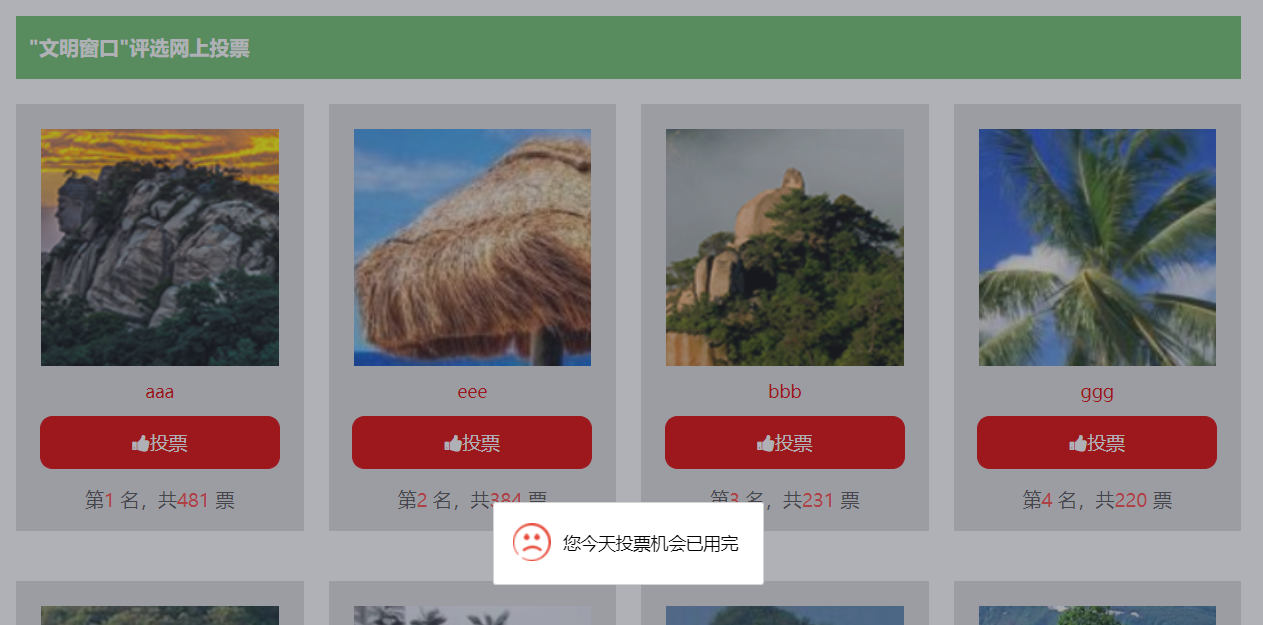 "文明窗口"评选网上投票
aaa
eee
bbb
ggg
投票
投票
投票
投票
第1 名，共481 票
第2 名，共384 票
第3 名，共231 票
第4 名，共220 票
您今天投票机会已用完